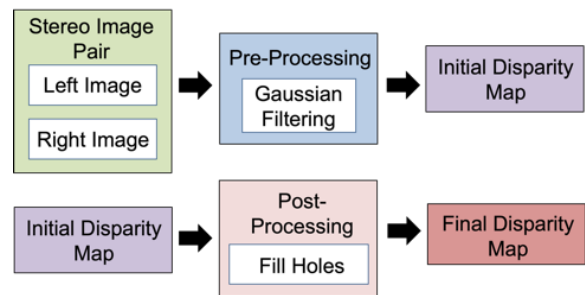 Stereo Image
Pair
Left Image
Right Image
Pre-Processing
Gaussian
Filtering
Initial Disparity
Map
Initial Disparity
Map
Post-
Processing
Fill Holes
Final Disparity
Map